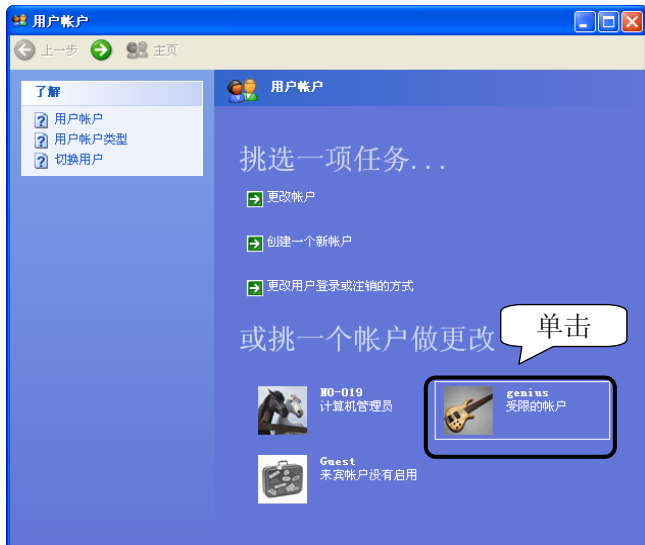 用户帐户
上一步 主页
了解
用户帐户
用户帐户类型
切换用户
用户帐户
挑选一项任务...
更改帐户
创建一个新帐户
更改用户登录或注销的方式
或挑一个帐户做更改
单击
NO-019
计算机管理员
genius
受限的帐户
Guest
来宾帐户没有启用